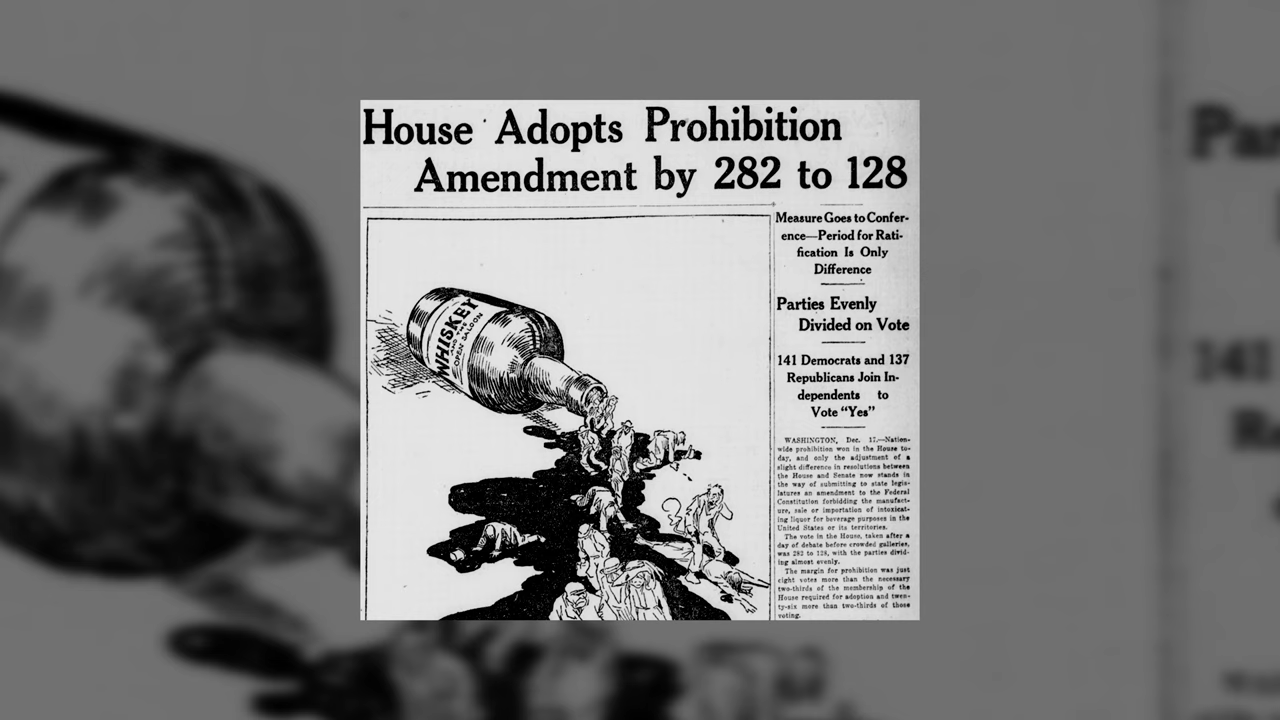 House Adopts Prohibition
Amendment by 282 to 128
Measure Goes to Confer-
ence—Period for Rati-
fication Is Only
Difference
Parties Evenly
Divided on Vote
141 Democrats and 137
Republicans Join In-
dependents to
Vote "Yes"
WASHINGTON, Dec. 17.—Nation-
wide prohibition won in the House to-
day, and only the adjustment of a
slight difference in resolutions between
the House and Senate now stands in
the way of submitting to state legis-
latures an amendment to the Federal
Constitution forbidding the manufact-
ure, sale or importation of intoxicat-
ing liquor for beverage purposes in the
United States or its territories.
The vote in the House, taken after a
day of debate before crowded galleries,
was 282 to 128, with the parties divid-
ing almost evenly.
The margin for prohibition was just
eight votes more than the necessary
two-thirds of the membership of the
House required for adoption and twen-
ty-six more than two-thirds of those
voting.
WHISKEY
AND THE
OPEN SALOON